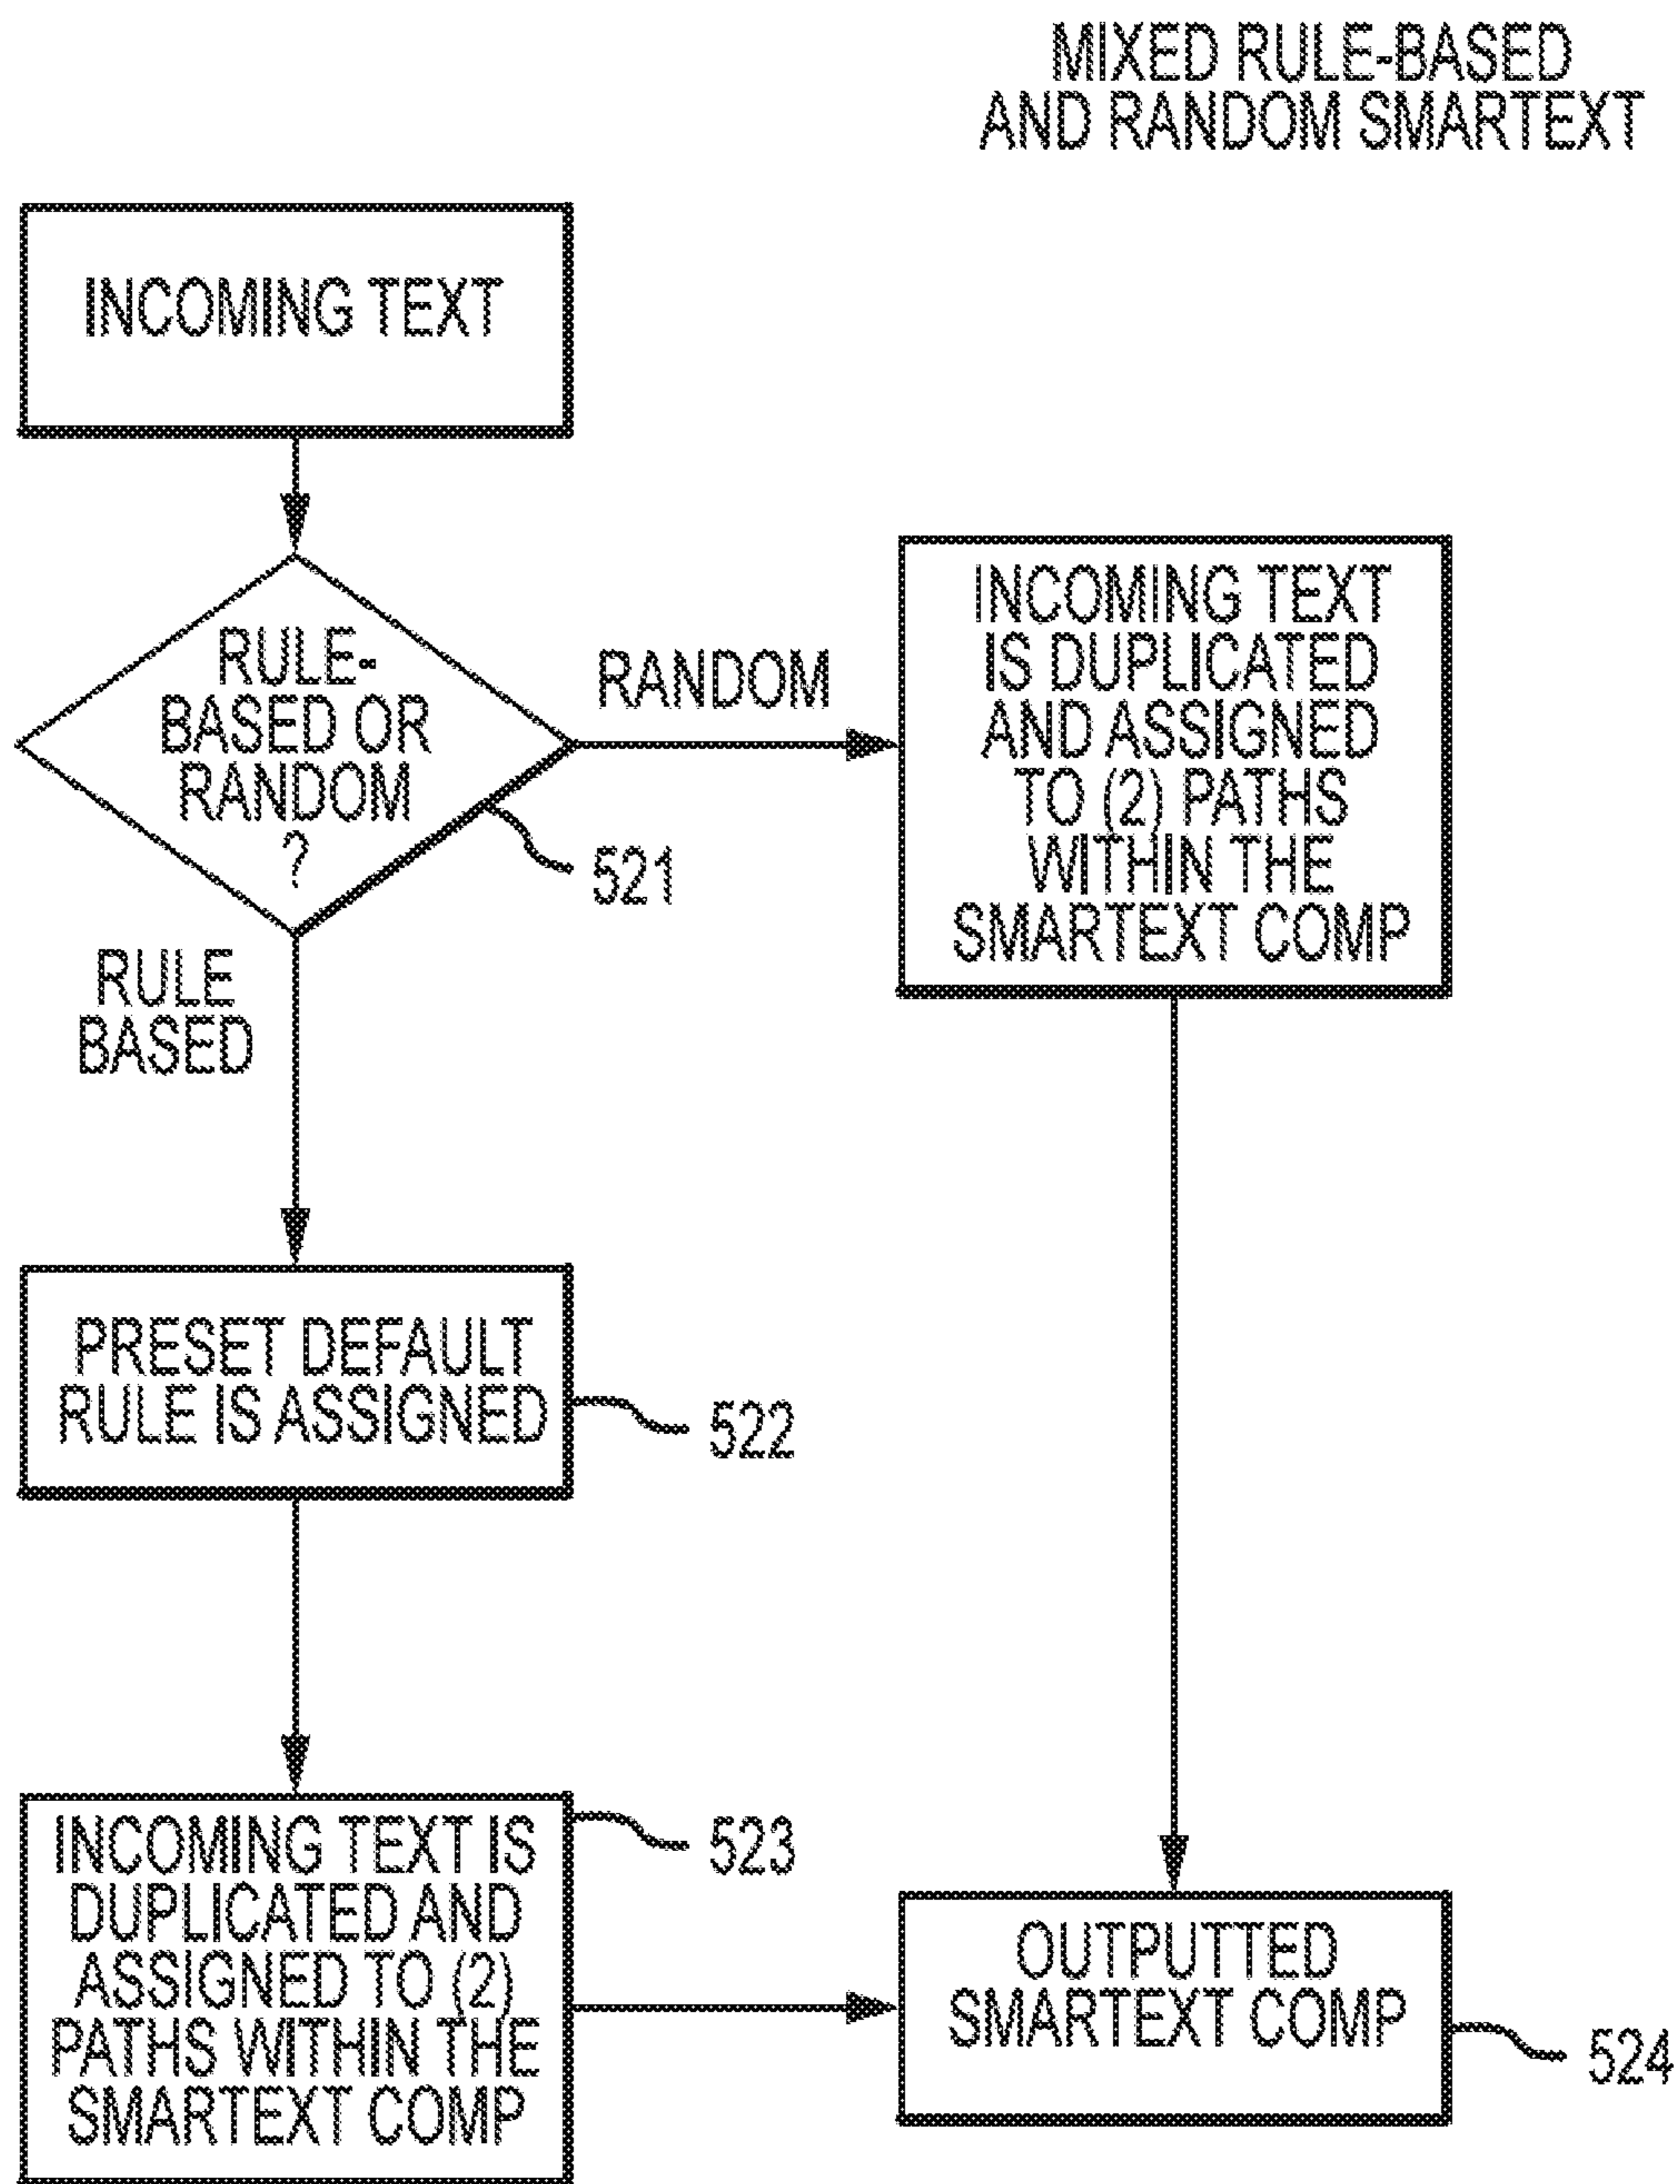 MIXED RULE-BASED
AND RANDOM SMARTEXT
INCOMING TEXT
RULE-
BASED OR
RANDOM
?
521
RANDOM
INCOMING TEXT
IS DUPLICATED
AND ASSIGNED
TO (2) PATHS
WITHIN THE
SMARTEXT COMP
RULE
BASED
PRESET DEFAULT
RULE IS ASSIGNED
522
INCOMING TEXT IS
DUPLICATED AND
ASSIGNED TO (2)
PATHS WITHIN THE
SMARTEXT COMP
523
OUTPUTTED
SMARTEXT COMP
524